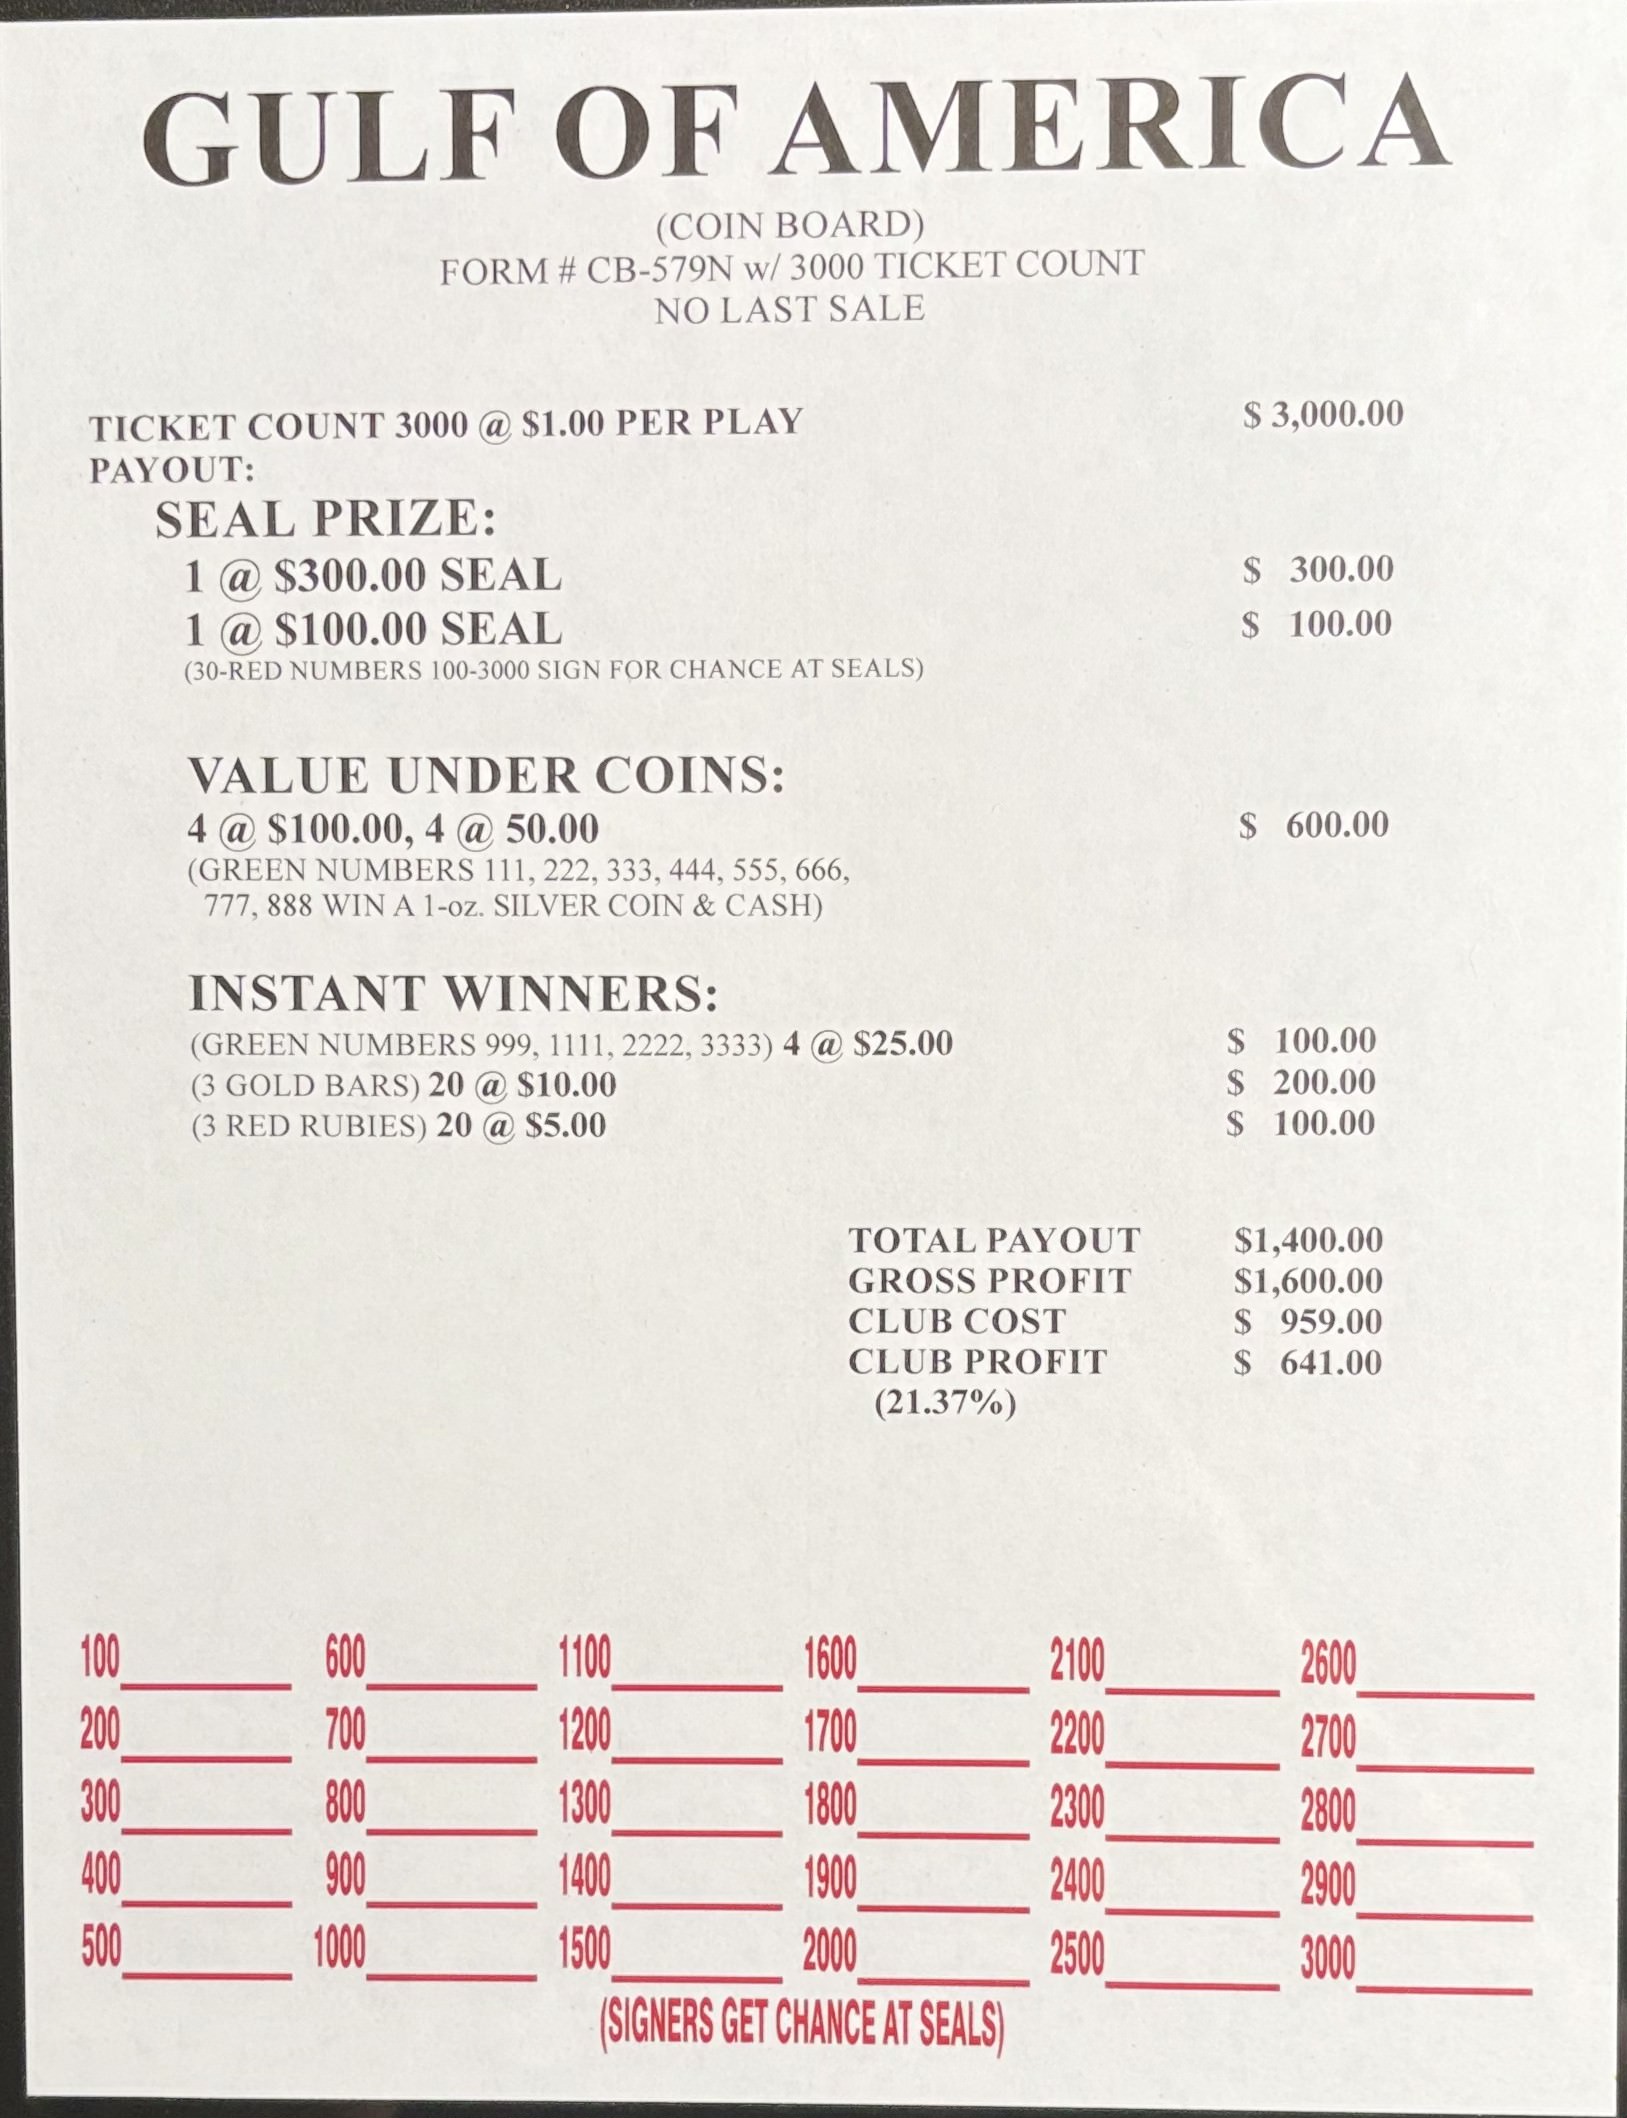 GULF OF AMERICA
(COIN BOARD)
FORM # CB-579N w/ 3000 TICKET COUNT
NO LAST SALE
TICKET COUNT 3000 @ $1.00 PER PLAY $ 3,000.00
PAYOUT:
SEAL PRIZE:
1 @ $300.00 SEAL $ 300.00
1 @ $100.00 SEAL $ 100.00
(30-RED NUMBERS 100-3000 SIGN FOR CHANCE AT SEALS)
VALUE UNDER COINS:
4 @ $100.00, 4 @ 50.00 $ 600.00
(GREEN NUMBERS 111, 222, 333, 444, 555, 666,
777, 888 WIN A 1-oz. SILVER COIN & CASH)
INSTANT WINNERS:
(GREEN NUMBERS 999, 1111, 2222, 3333) 4 @ $25.00 $ 100.00
(3 GOLD BARS) 20 @ $10.00 $ 200.00
(3 RED RUBIES) 20 @ $5.00 $ 100.00
TOTAL PAYOUT $1,400.00
GROSS PROFIT $1,600.00
CLUB COST $ 959.00
CLUB PROFIT $ 641.00
(21.37%)
100 600 1100 1600 2100 2600
200 700 1200 1700 2200 2700
300 800 1300 1800 2300 2800
400 900 1400 1900 2400 2900
500 1000 1500 2000 2500 3000
(SIGNERS GET CHANCE AT SEALS)